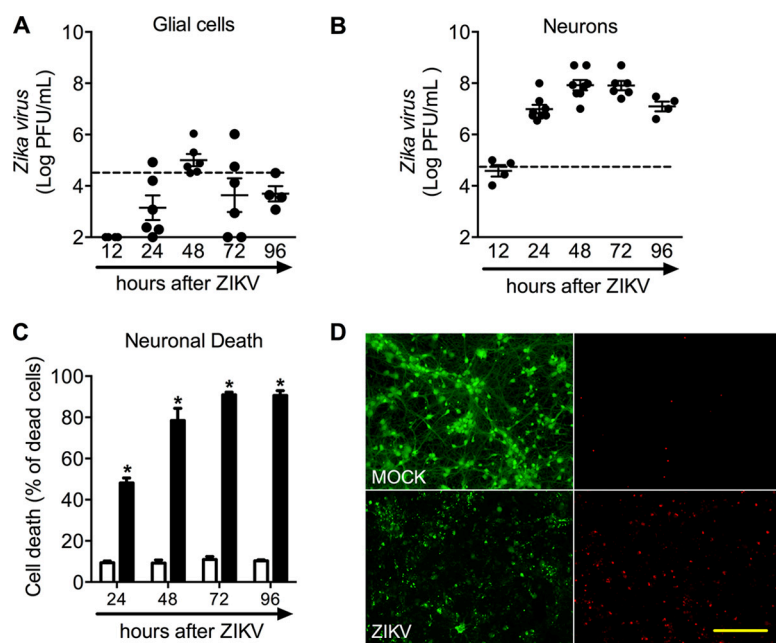 A
Glial cells
Zika virus
(Log PFU/mL)
10
8
6
4
2
12 24 48 72 96
hours after ZIKV
B
Neurons
Zika virus
(Log PFU/mL)
10
8
6
4
2
12 24 48 72 96
hours after ZIKV
C
Neuronal Death
Cell death (% of dead cells)
100
80
60
40
20
0
* * * *
24 48 72 96
hours after ZIKV
D
MOCK
ZIKV